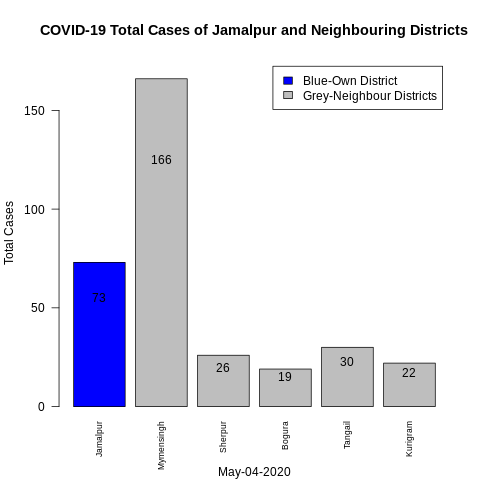 COVID-19 Total Cases of Jamalpur and Neighbouring Districts
Blue-Own District
Grey-Neighbour Districts
Total Cases
150
100
50
0
73
166
26
19
30
22
Jamalpur
Mymensingh
Sherpur
Bogura
Tangail
Kurigram
May-04-2020